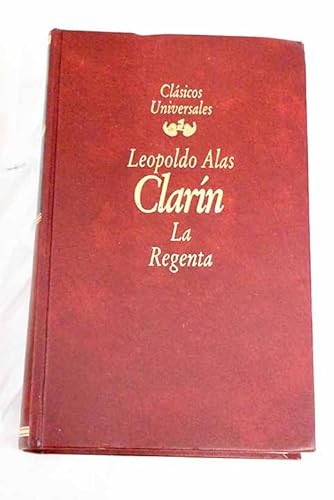 Clásicos
Universales
Leopoldo Alas
Clarín
La
Regenta